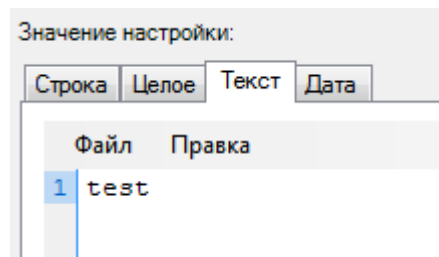 Значение настройки:
Строка Целое Текст Дата
Файл Правка
1 test